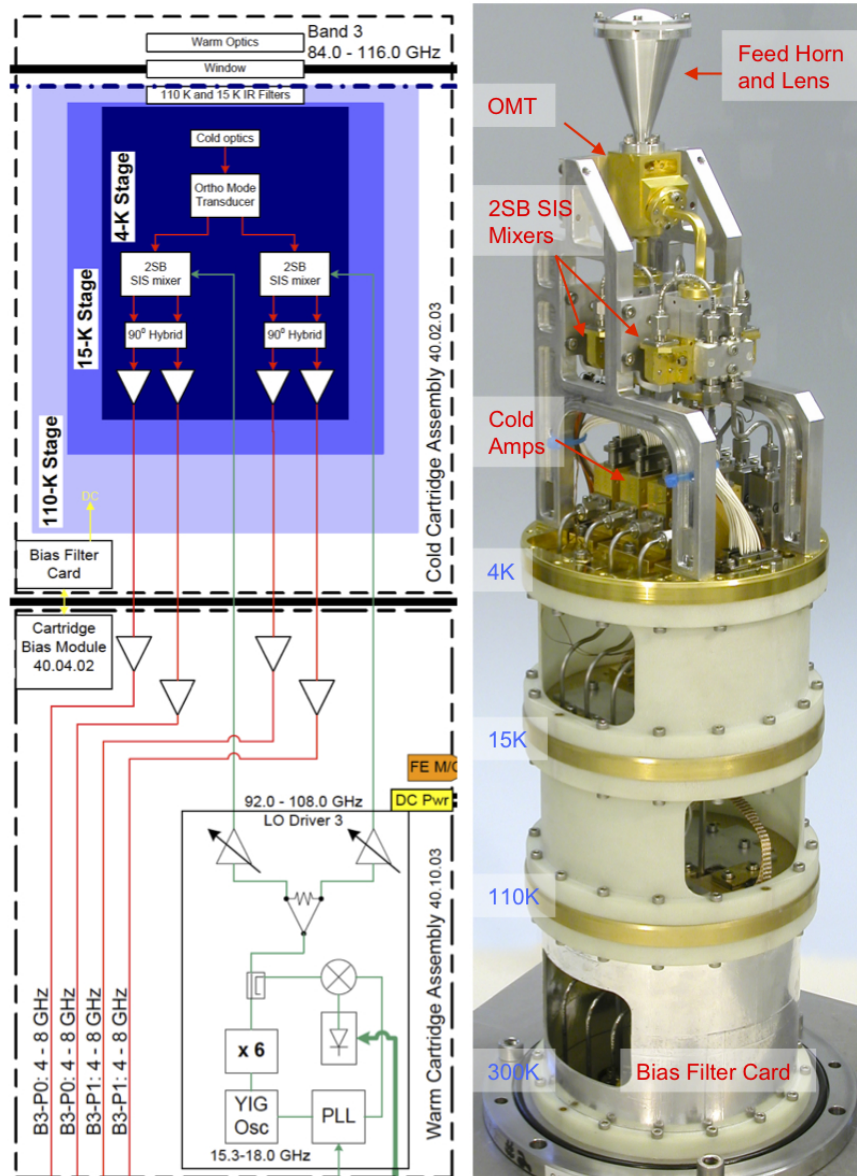 Band 3
84.0 - 116.0 GHz
Warm Optics
Window
110 K and 15 K IR Filters
Cold optics
Ortho Mode
Transducer
4-K Stage
2SB
SIS mixer
2SB
SIS mixer
15-K Stage
90⁰ Hybrid
90⁰ Hybrid
110-K Stage
DC
Bias Filter
Card
Cold Cartridge Assembly 40.02.03
Cartridge
Bias Module
40.04.02
FE M/C
DC Pwr
92.0 - 108.0 GHz
LO Driver 3
x 6
YIG
Osc
PLL
15.3-18.0 GHz
B3-P0: 4 - 8 GHz
B3-P0: 4 - 8 GHz
B3-P1: 4 - 8 GHz
B3-P1: 4 - 8 GHz
Warm Cartridge Assembly 40.10.03
Feed Horn
and Lens
OMT
2SB SIS
Mixers
Cold
Amps
4K
15K
110K
300K
Bias Filter Card